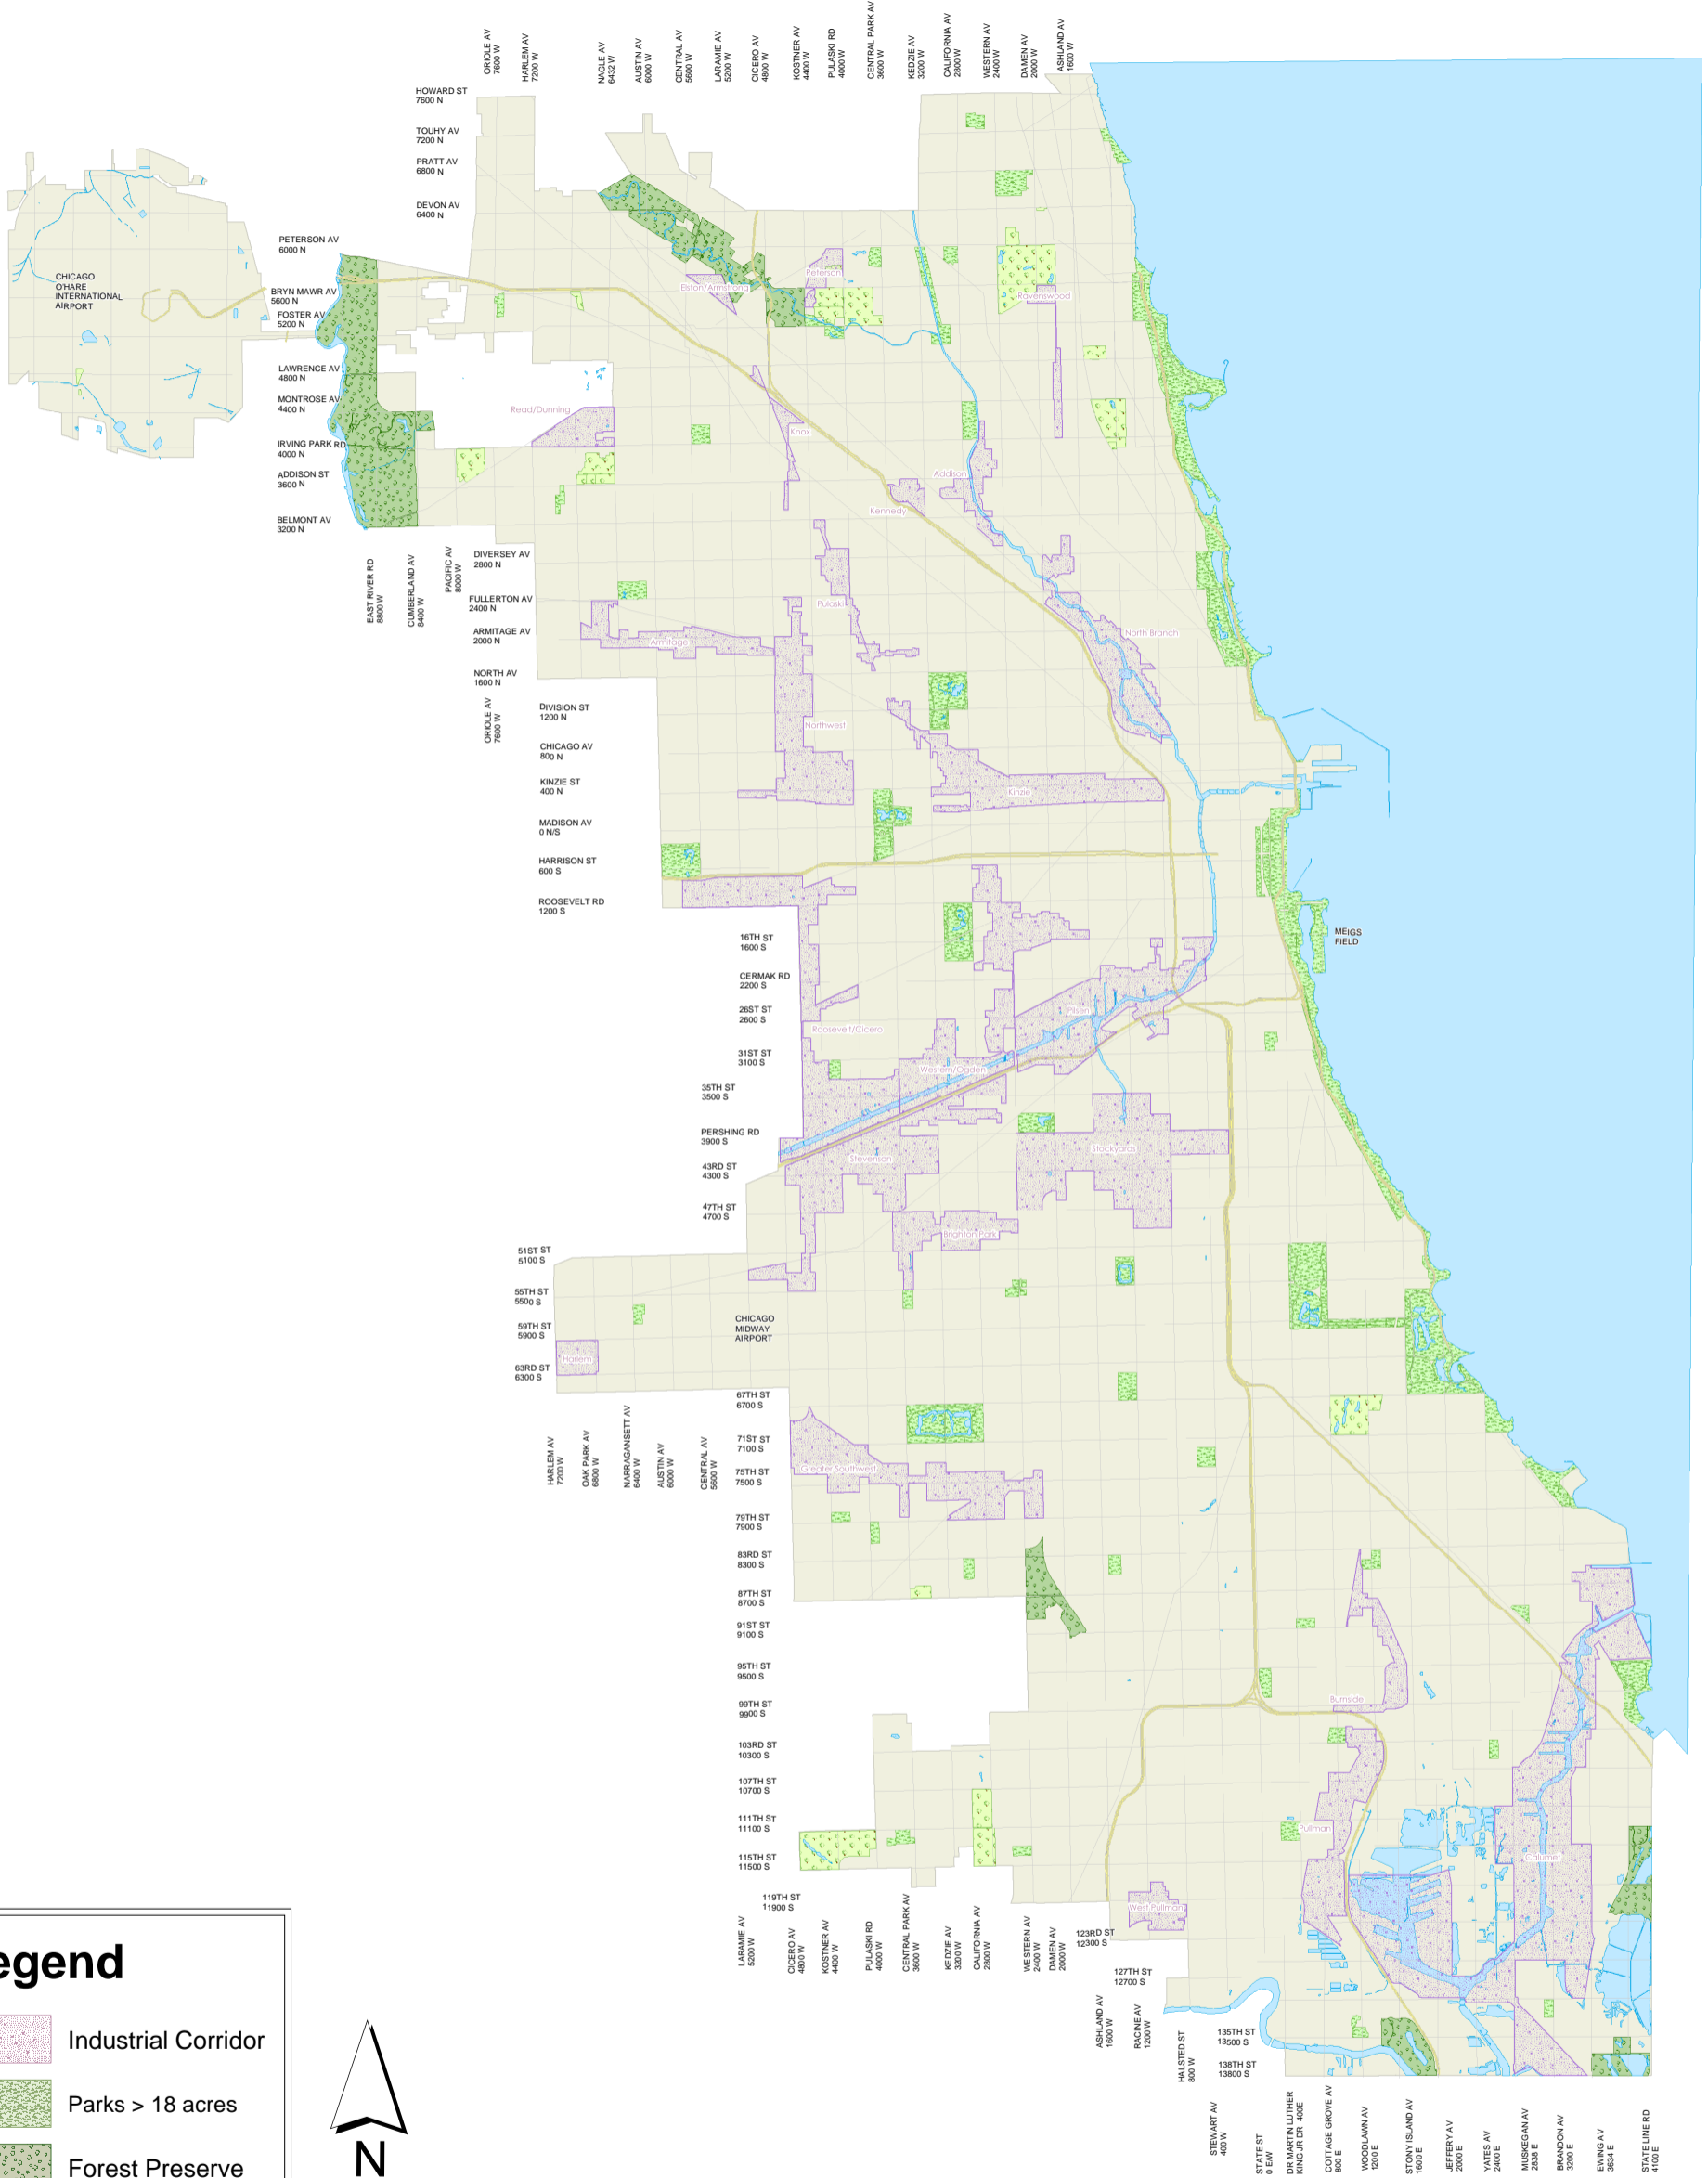 ORIOLE AV
7600 W
HARLEM AV
7200 W
NAGLE AV
6432 W
AUSTIN AV
6000 W
CENTRAL AV
5600 W
LARAMIE AV
5200 W
CICERO AV
4800 W
KOSTNER AV
4400 W
PULASKI RD
4000 W
CENTRAL PARK AV
3600 W
KEDZIE AV
3200 W
CALIFORNIA AV
2800 W
WESTERN AV
2400 W
DAMEN AV
2000 W
ASHLAND AV
1600 W
HOWARD ST
7600 N
TOUHY AV
7200 N
PRATT AV
6800 N
DEVON AV
6400 N
PETERSON AV
6000 N
BRYN MAWR AV
5600 N
FOSTER AV
5200 N
LAWRENCE AV
4800 N
MONTROSE AV
4400 N
IRVING PARK RD
4000 N
ADDISON ST
3600 N
BELMONT AV
3200 N
CHICAGO
O'HARE
INTERNATIONAL
AIRPORT
Peterson
Elston/Armstrong
Ravenswood
Read/Dunning
Knox
Addison
Kennedy
EAST RIVER RD
8800 W
CUMBERLAND AV
8400 W
PACIFIC AV
8000 W
DIVERSEY AV
2800 N
FULLERTON AV
2400 N
ARMITAGE AV
2000 N
NORTH AV
1600 N
ORIOLE AV
7600 W
DIVISION ST
1200 N
CHICAGO AV
800 N
KINZIE ST
400 N
MADISON AV
0 N/S
HARRISON ST
600 S
ROOSEVELT RD
1200 S
Pulaski
Armitage
North Branch
Northwest
Kinzie
16TH ST
1600 S
CERMAK RD
2200 S
26ST ST
2600 S
31ST ST
3100 S
35TH ST
3500 S
PERSHING RD
3900 S
43RD ST
4300 S
47TH ST
4700 S
MEIGS
FIELD
Pilsen
Roosevelt/Cicero
Western/Ogden
Stevenson
Stockyards
Brighton Park
51ST ST
5100 S
55TH ST
5500 S
59TH ST
5900 S
63RD ST
6300 S
CHICAGO
MIDWAY
AIRPORT
Harlem
HARLEM AV
7200 W
OAK PARK AV
6800 W
NARRAGANSETT AV
6400 W
AUSTIN AV
6000 W
CENTRAL AV
5600 W
67TH ST
6700 S
71ST ST
7100 S
75TH ST
7500 S
79TH ST
7900 S
83RD ST
8300 S
87TH ST
8700 S
91ST ST
9100 S
95TH ST
9500 S
99TH ST
9900 S
103RD ST
10300 S
107TH ST
10700 S
111TH ST
11100 S
115TH ST
11500 S
119TH ST
11900 S
Greater Southwest
Burnside
Pullman
Calumet
West Pullman
LARAMIE AV
5200 W
CICERO AV
4800 W
KOSTNER AV
4400 W
PULASKI RD
4000 W
CENTRAL PARK AV
3600 W
KEDZIE AV
3200 W
CALIFORNIA AV
2800 W
WESTERN AV
2400 W
DAMEN AV
2000 W
123RD ST
12300 S
127TH ST
12700 S
ASHLAND AV
1600 W
RACINE AV
1200 W
HALSTED ST
800 W
135TH ST
13500 S
138TH ST
13800 S
STEWART AV
400 W
STATE ST
0 E/W
DR MARTIN LUTHER
KING JR DR 400E
COTTAGE GROVE AV
800 E
WOODLAWN AV
1200 E
STONY ISLAND AV
1600 E
JEFFERY AV
2000 E
YATES AV
2400 E
MUSKEGAN AV
2838 E
BRANDON AV
3200 E
EWING AV
3634 E
STATE LINE RD
4100 E
egend
Industrial Corridor
Parks > 18 acres
Forest Preserve
N